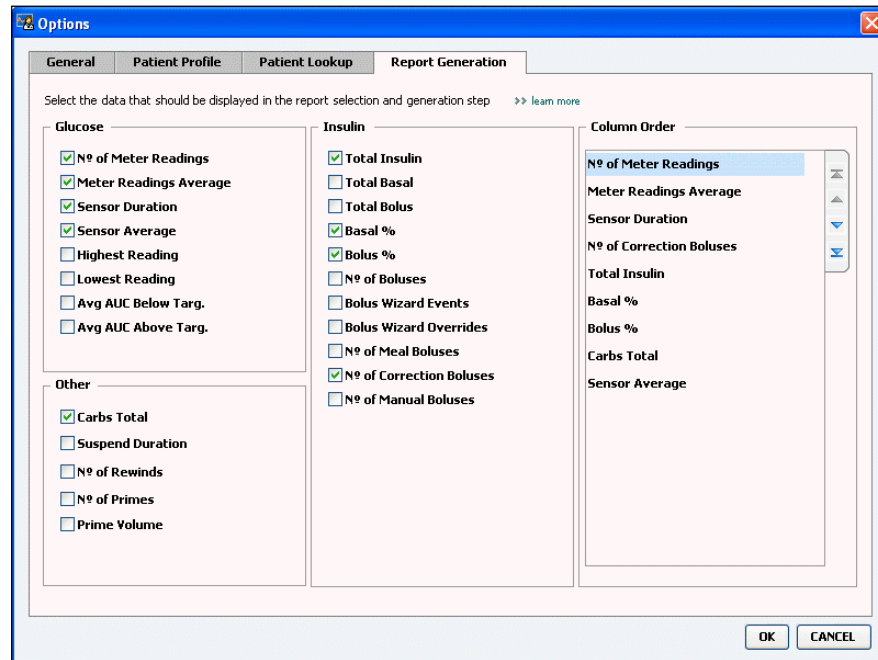 Options
General
Patient Profile
Patient Lookup
Report Generation
Select the data that should be displayed in the report selection and generation step >> learn more
Glucose
Nº of Meter Readings
Meter Readings Average
Sensor Duration
Sensor Average
Highest Reading
Lowest Reading
Avg AUC Below Targ.
Avg AUC Above Targ.
Other
Carbs Total
Suspend Duration
Nº of Rewinds
Nº of Primes
Prime Volume
Insulin
Total Insulin
Total Basal
Total Bolus
Basal %
Bolus %
Nº of Boluses
Bolus Wizard Events
Bolus Wizard Overrides
Nº of Meal Boluses
Nº of Correction Boluses
Nº of Manual Boluses
Column Order
Nº of Meter Readings
Meter Readings Average
Sensor Duration
Nº of Correction Boluses
Total Insulin
Basal %
Bolus %
Carbs Total
Sensor Average
OK
CANCEL